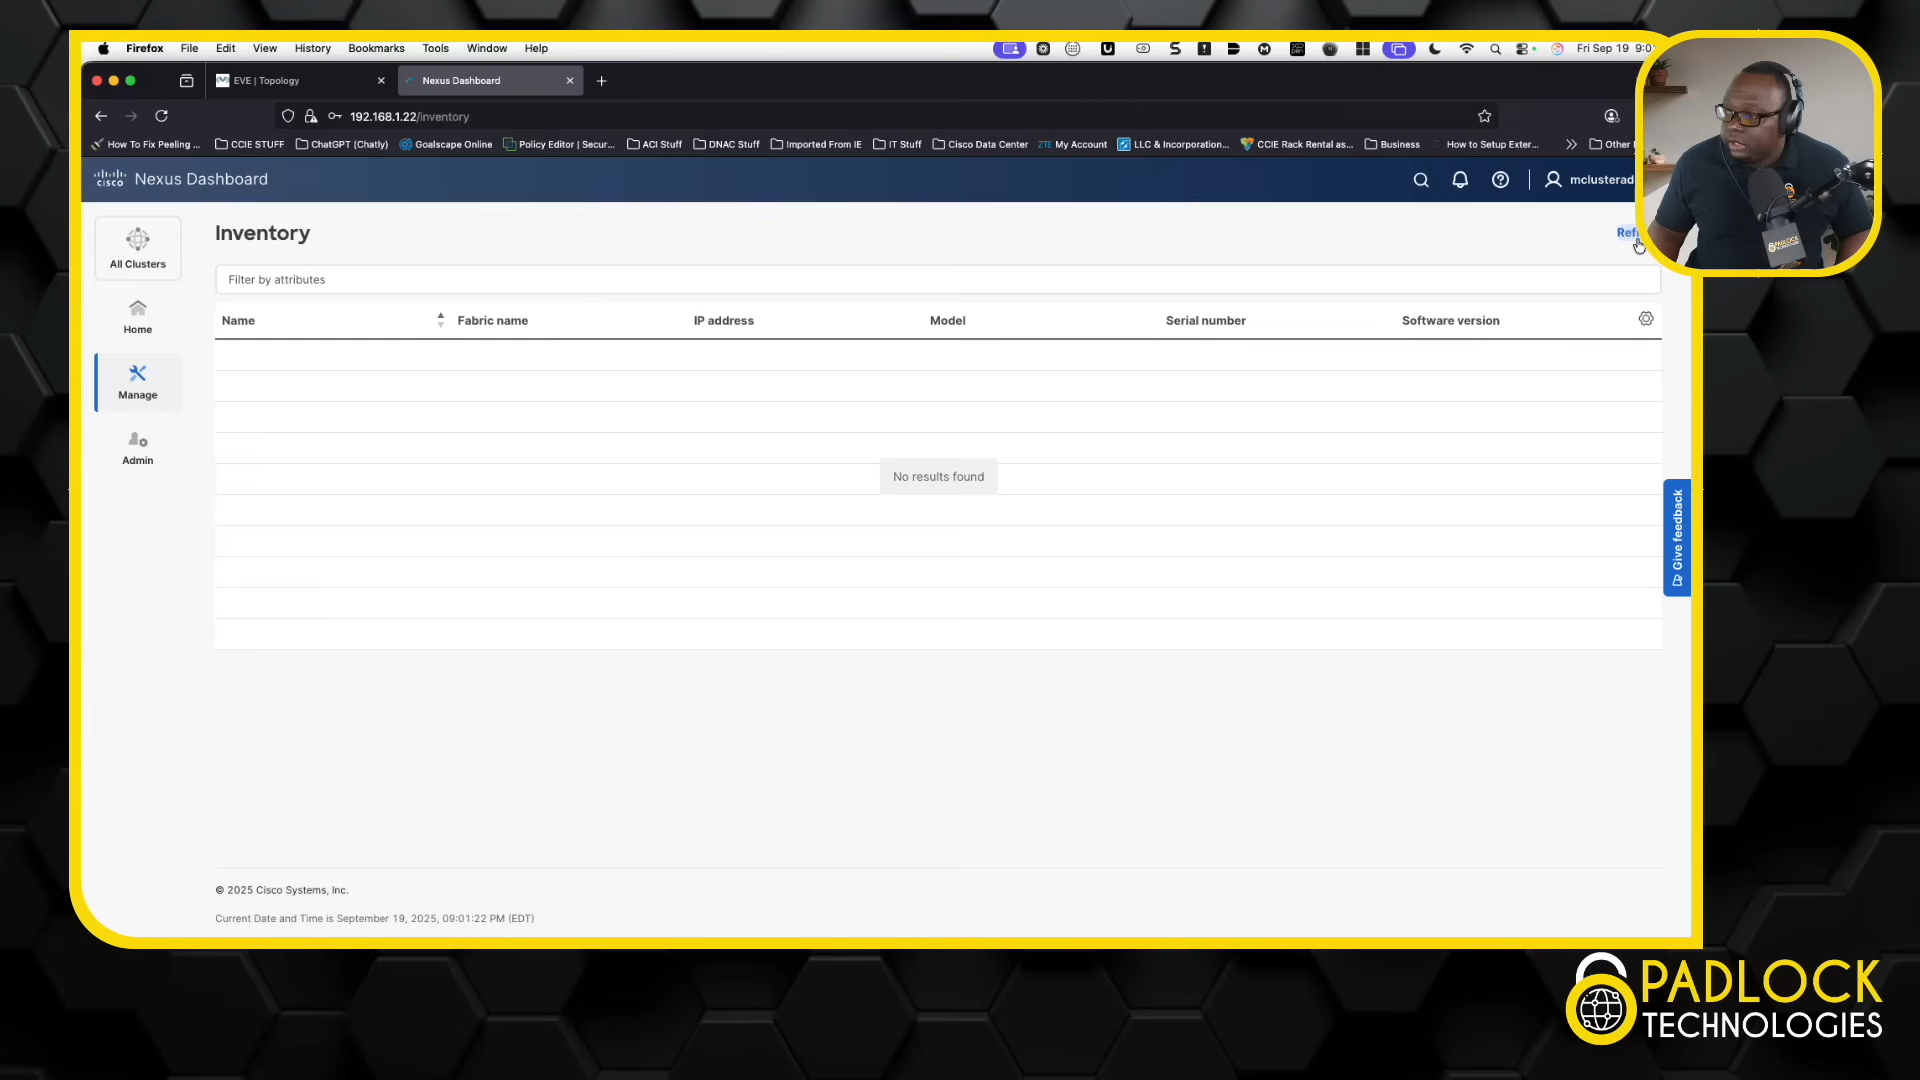 Firefox File Edit View History Bookmarks Tools Window Help
Fri Sep 19
EVE | Topology
Nexus Dashboard
192.168.1.22/inventory
How To Fix Peeling ... CCIE STUFF ChatGPT (Chatly) Goalscape Online Policy Editor | Secur... ACI Stuff DNAC Stuff Imported From IE IT Stuff Cisco Data Center ZTE My Account LLC & Incorporation... CCIE Rack Rental as... Business How to Setup Exter... Other
CISCO Nexus Dashboard
All Clusters
Home
Manage
Admin
Inventory
Filter by attributes
Name Fabric name IP address Model Serial number Software version
No results found
Give feedback
© 2025 Cisco Systems, Inc.
Current Date and Time is September 19, 2025, 09:01:22 PM (EDT)
PADLOCK
TECHNOLOGIES